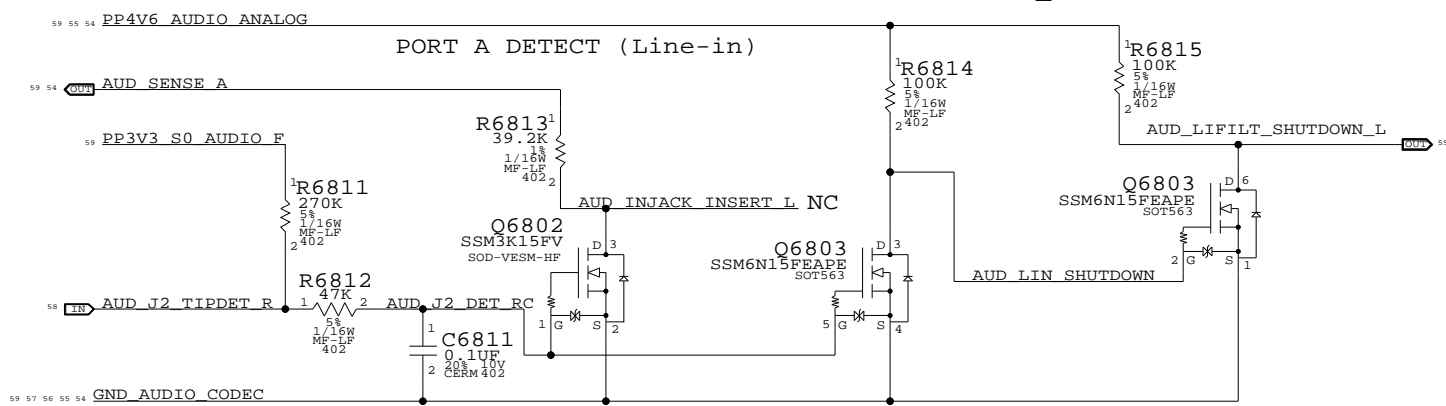 59 55 54 PP4V6_AUDIO_ANALOG
PORT A DETECT (Line-in)
1 R6815
100K
5%
1/16W
MF-LF
2 402
1 R6814
100K
5%
1/16W
MF-LF
2 402
59 54 OUT AUD_SENSE_A
R6813 1
39.2K
1%
1/16W
MF-LF
402 2
AUD_LIFILT_SHUTDOWN_L
OUT 55
59 PP3V3_S0_AUDIO_F
1 R6811
270K
5%
1/16W
MF-LF
2 402
AUD_INJACK_INSERT_L NC
Q6802
SSM3K15FV
SOD-VESM-HF
D 3
1 G S 2
Q6803
SSM6N15FEAPE
SOT563
D 3
5 G S 4
Q6803
SSM6N15FEAPE
SOT563
D 6
2 G S 1
AUD_LIN_SHUTDOWN
58 IN AUD_J2_TIPDET_R
R6812
47K
1 2
5%
1/16W
MF-LF
402
AUD_J2_DET_RC
1 C6811
0.1UF
20% 10V
2 CERM 402
59 57 56 55 54 GND_AUDIO_CODEC